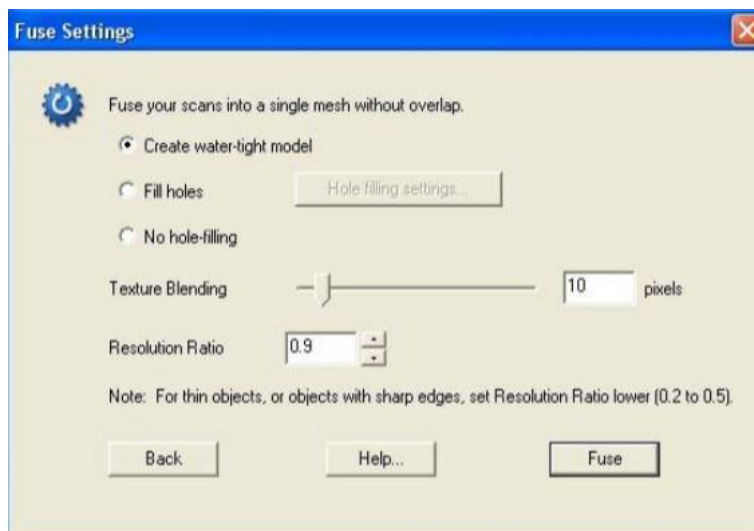 Fuse Settings
Fuse your scans into a single mesh without overlap.
Create water-tight model
Fill holes
Hole filling settings...
No hole-filling
Texture Blending
10
pixels
Resolution Ratio
0.9
Note: For thin objects, or objects with sharp edges, set Resolution Ratio lower (0.2 to 0.5).
Back
Help...
Fuse